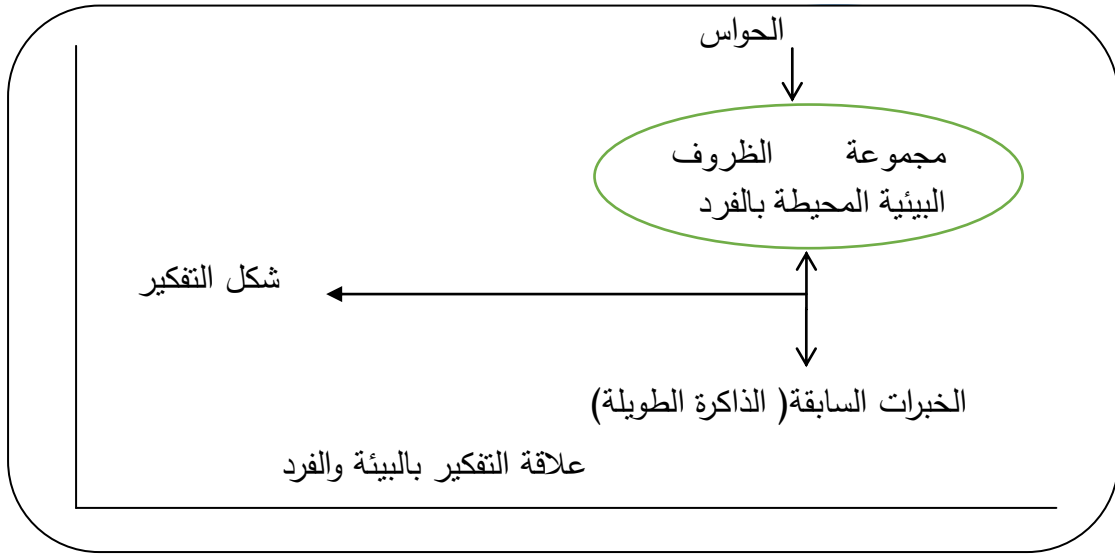 الحواس
مجموعة الظروف
البيئية المحيطة بالفرد
شكل التفكير
الخبرات السابقة( الذاكرة الطويلة)
علاقة التفكير بالبيئة والفرد